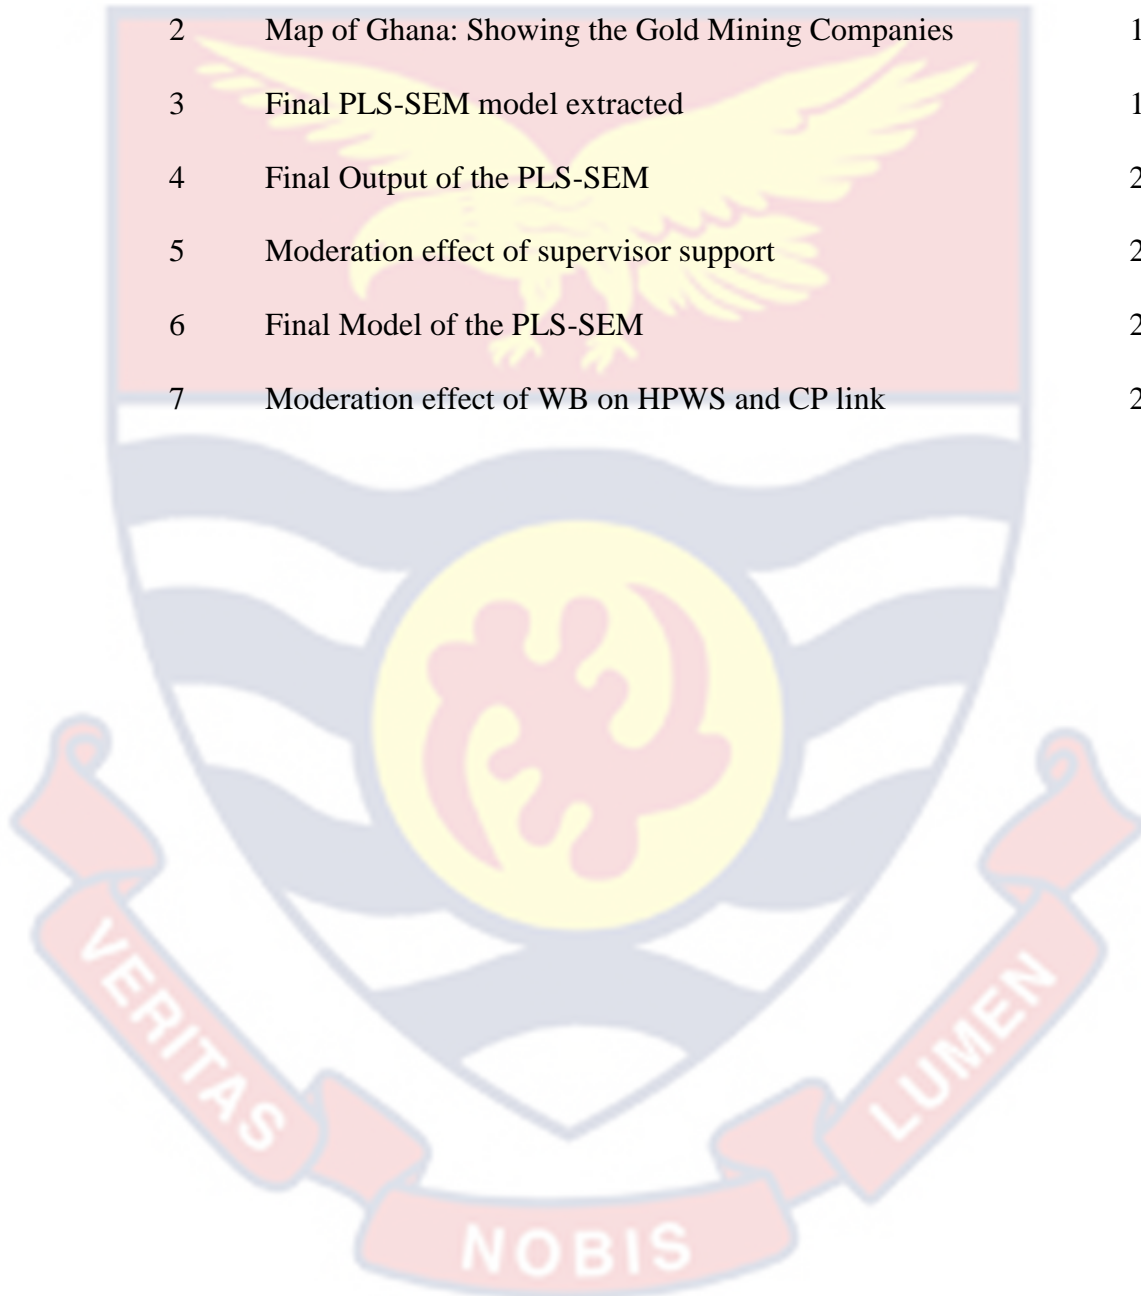 2 Map of Ghana: Showing the Gold Mining Companies 1
3 Final PLS-SEM model extracted 1
4 Final Output of the PLS-SEM 2
5 Moderation effect of supervisor support 2
6 Final Model of the PLS-SEM 2
7 Moderation effect of WB on HPWS and CP link 2
VERITAS
NOBIS
LUMEN